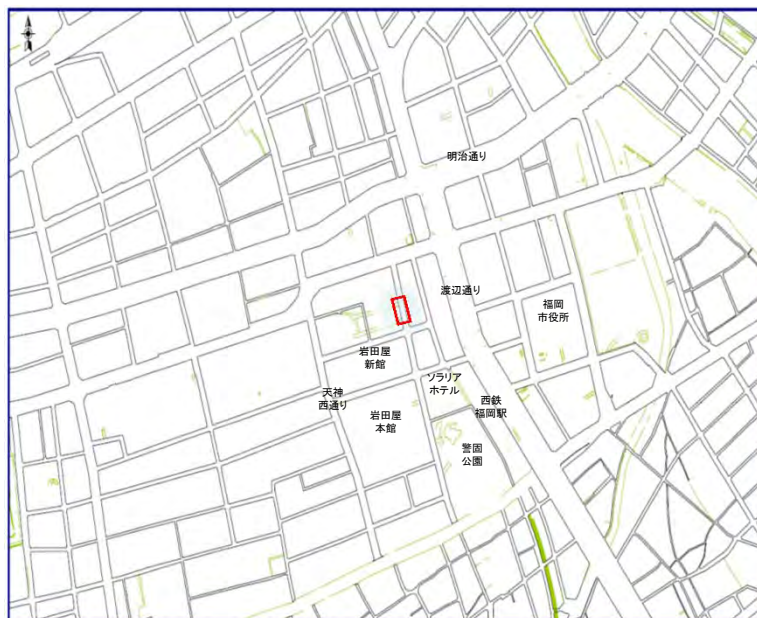 明治通り
渡辺通り
福岡
市役所
岩田屋
新館
ソラリア
ホテル
天神
西通り
西鉄
福岡駅
岩田屋
本館
警固
公園